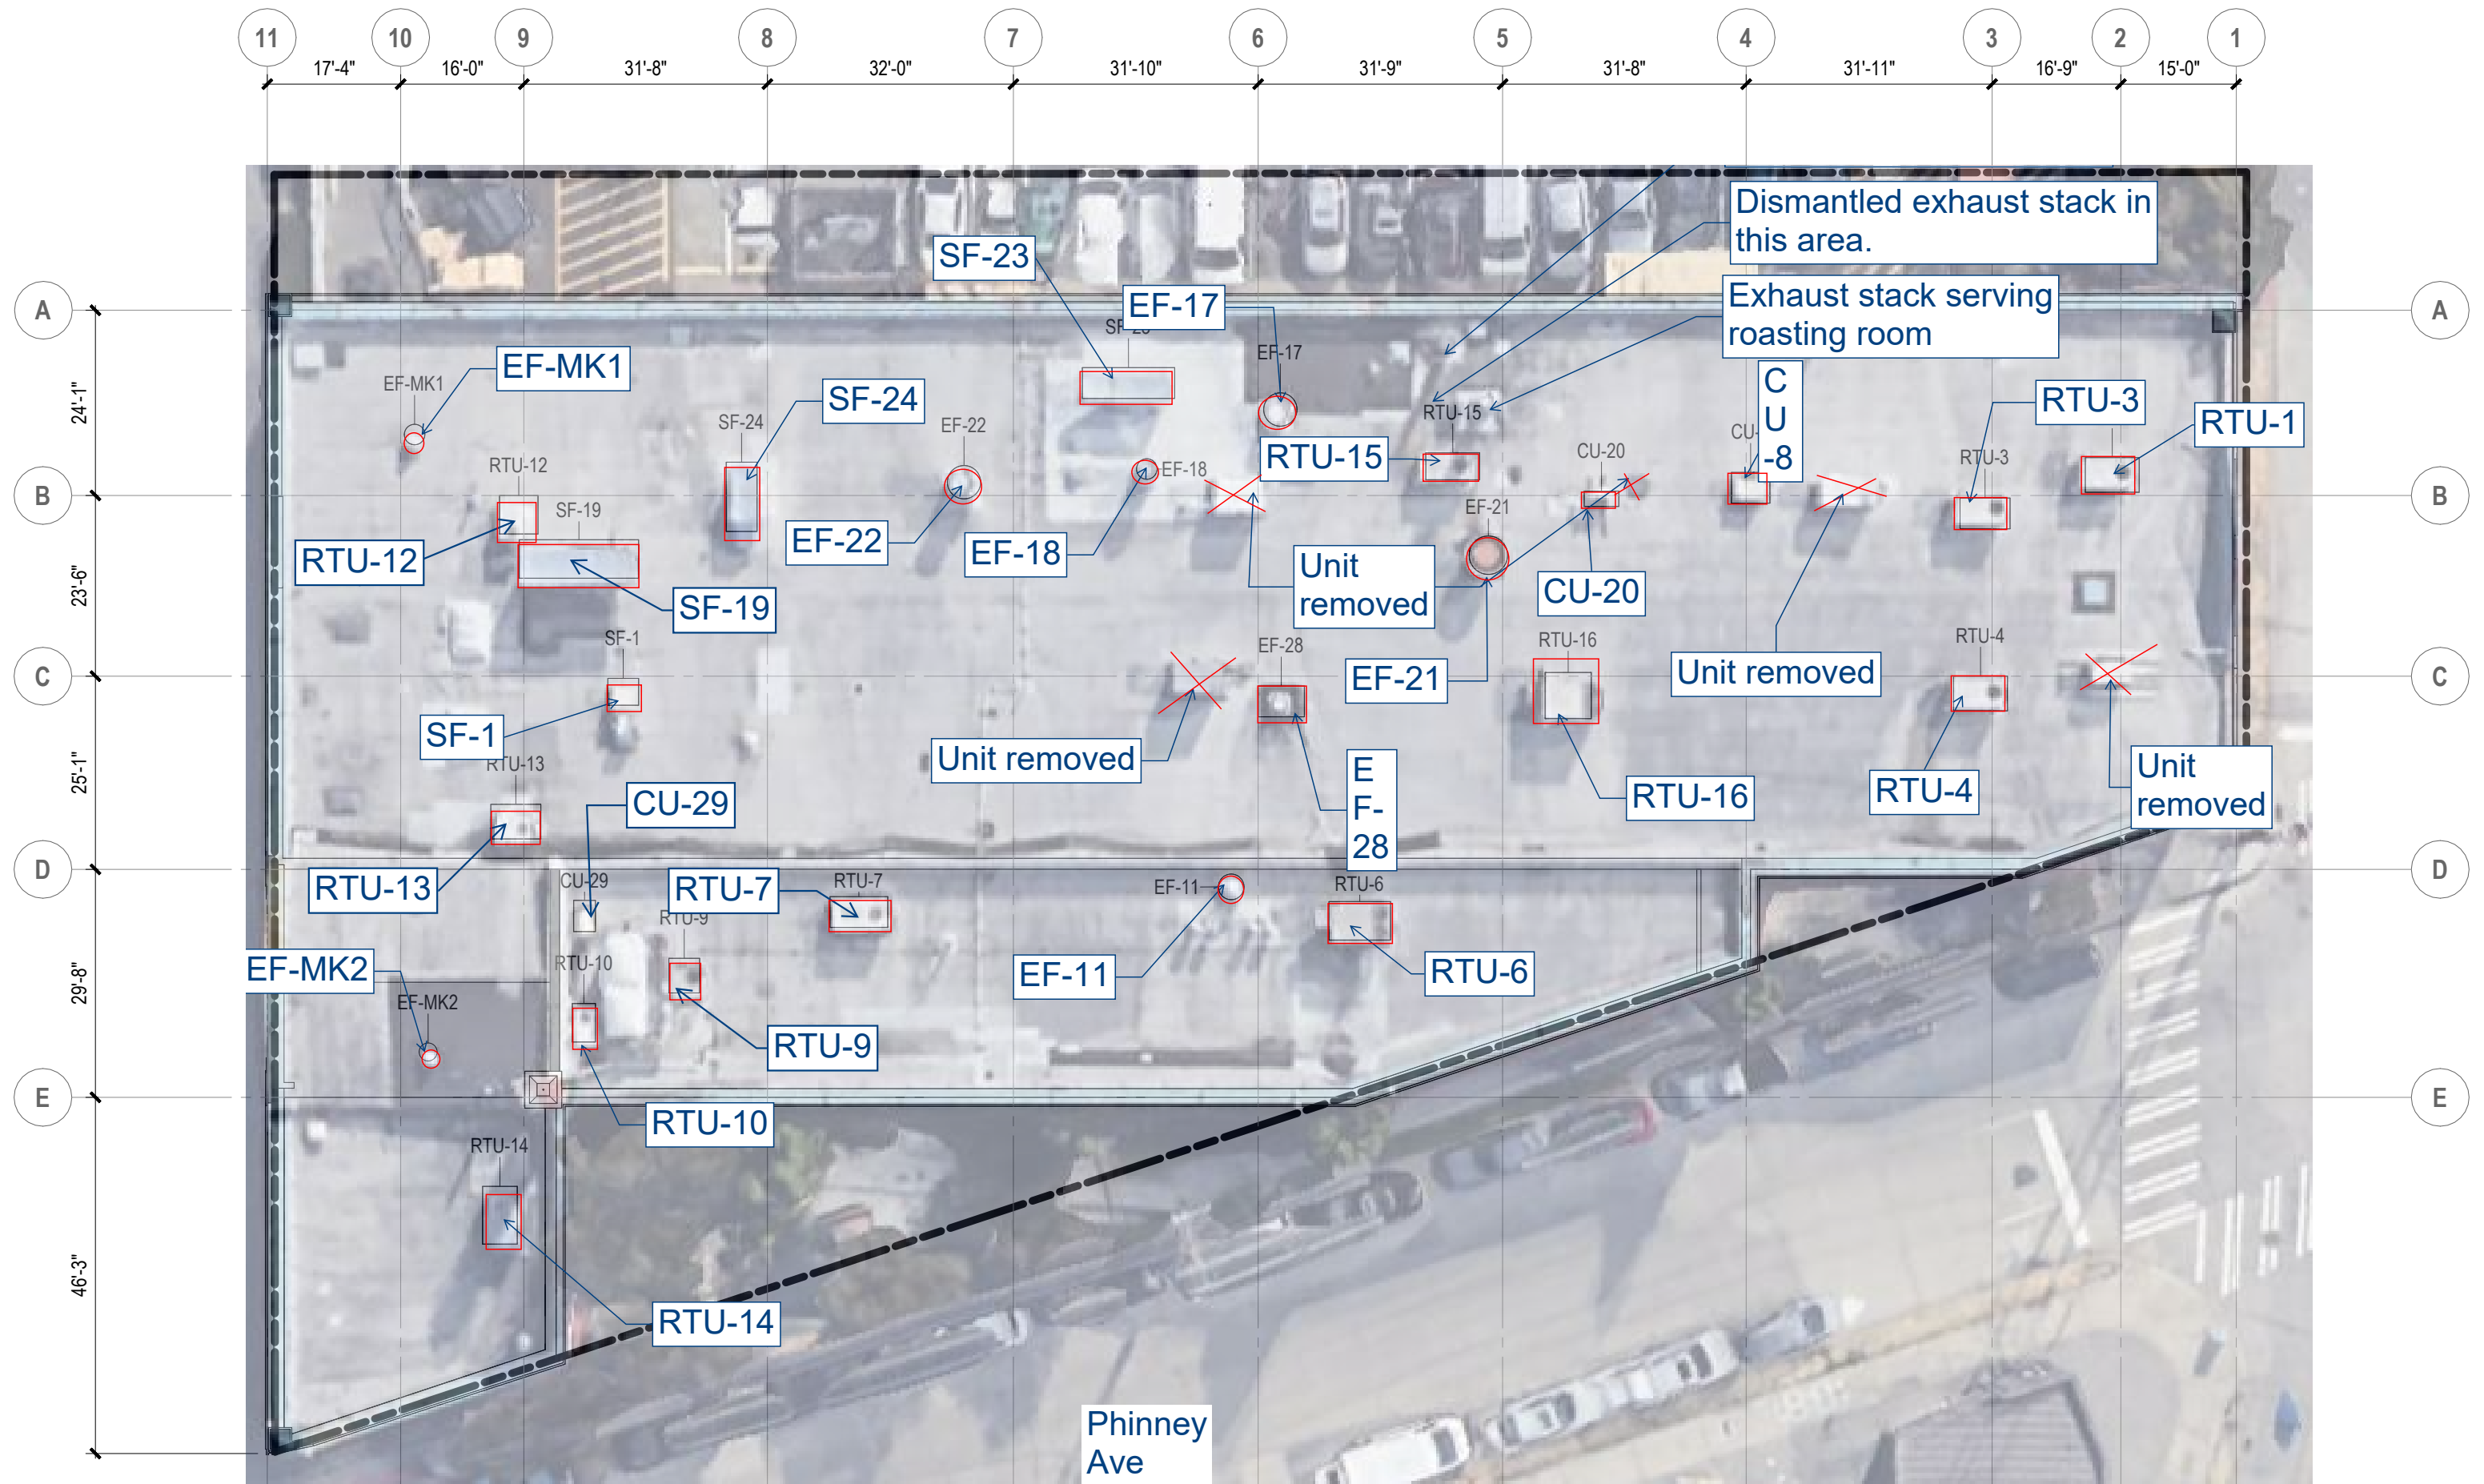 11
10
9
8
7
6
5
4
3
2
1
17'-4"
16'-0"
31'-8"
32'-0"
31'-10"
31'-9"
31'-8"
31'-11"
16'-9"
15'-0"
Dismantled exhaust stack in
this area.
SF-23
Exhaust stack serving
roasting room
EF-17
A
A
EF-17
EF-MK1
EF-MK1
SF-24
C
U
-8
RTU-3
RTU-1
24'-1"
SF-24
EF-22
RTU-15
RTU-15
EF-18
CU-20
RTU-3
RTU-12
B
B
SF-19
EF-21
EF-22
EF-18
RTU-12
Unit
removed
CU-20
23'-6"
SF-19
SF-1
EF-28
RTU-16
RTU-4
C
C
EF-21
Unit removed
SF-1
Unit removed
RTU-13
E
F-
28
Unit
removed
25'-1"
CU-29
RTU-16
RTU-4
D
D
RTU-13
CU-29
RTU-7
RTU-7
EF-11
RTU-6
RTU-9
EF-MK2
RTU-10
EF-11
RTU-6
29'-8"
EF-MK2
RTU-9
E
E
RTU-10
RTU-14
46'-3"
RTU-14
Phinney
Ave